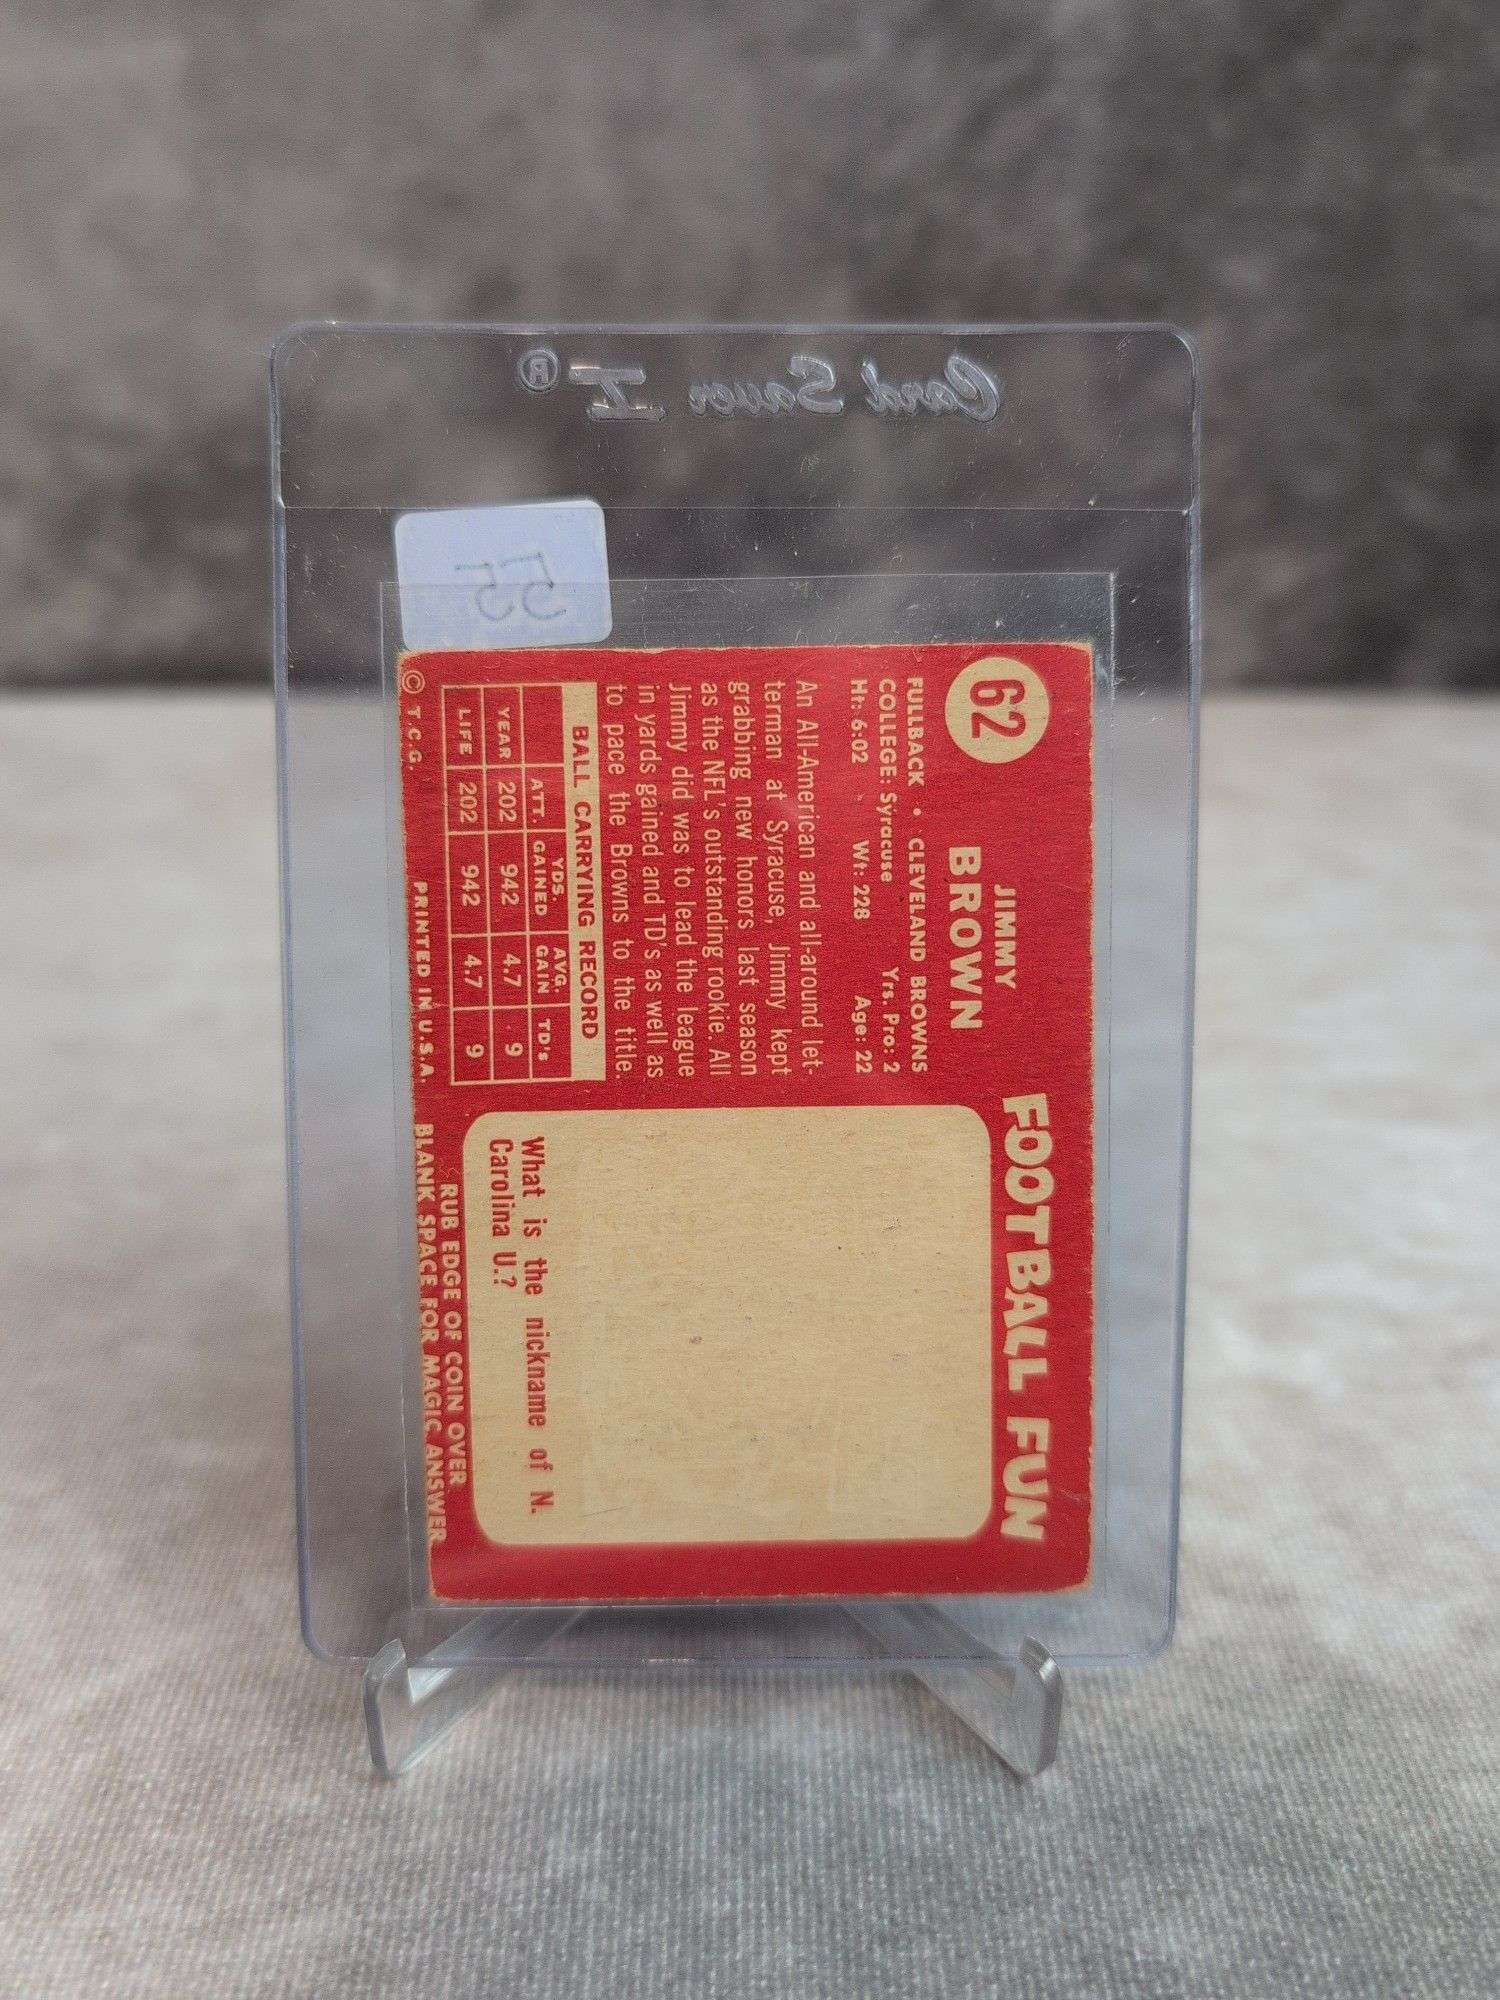 Card Saver I®
55
62
JIMMY
BROWN
FULLBACK • CLEVELAND BROWNS
COLLEGE: Syracuse Yrs. Pro: 2
Ht: 6:02 Wt: 228 Age: 22
An All-American and all-around let-
terman at Syracuse, Jimmy kept
grabbing new honors last season
as the NFL's outstanding rookie. All
Jimmy did was to lead the league
in yards gained and TD's as well as
to pace the Browns to the title.
BALL CARRYING RECORD
ATT. YDS. GAINED AVG. GAIN TD's
YEAR 202 942 4.7 9
LIFE 202 942 4.7 9
© T.C.G. PRINTED IN U.S.A.
FOOTBALL FUN
What is the nickname of N.
Carolina U.?
RUB EDGE OF COIN OVER
BLANK SPACE FOR MAGIC ANSWER